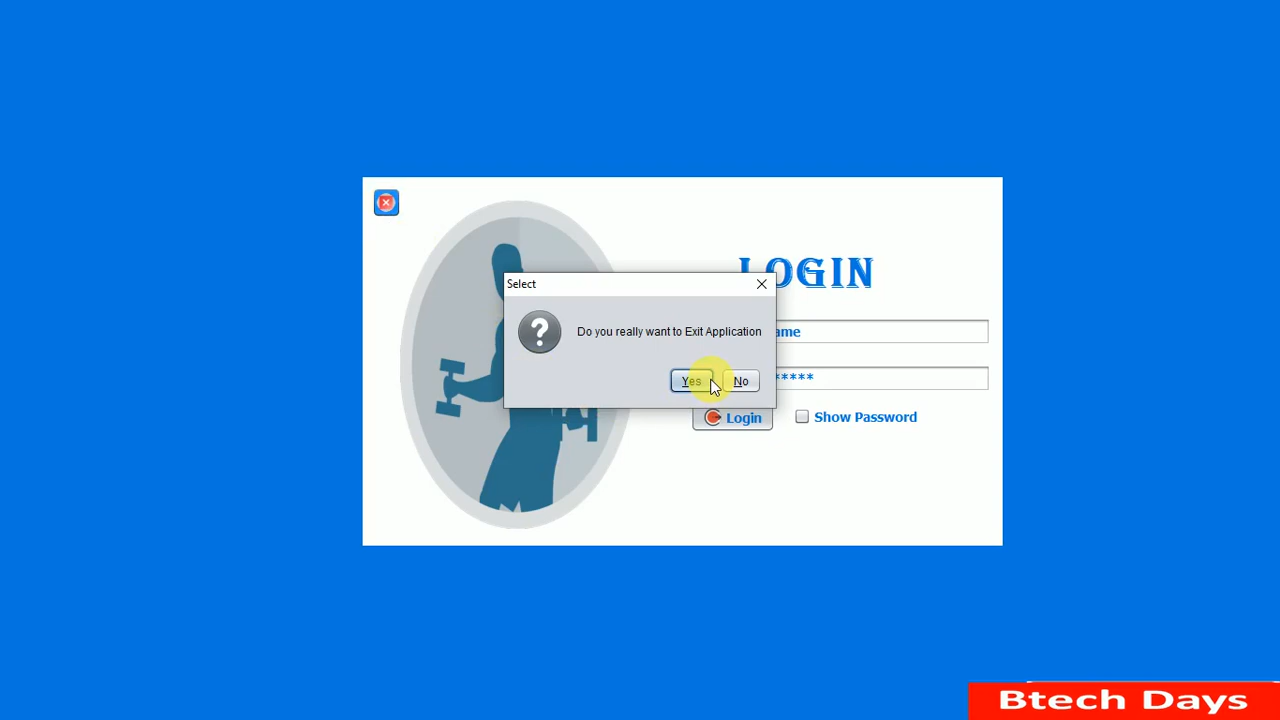 LOGIN
Select
Do you really want to Exit Application
ame
*****
Yes
No
Login
Show Password
Btech Days